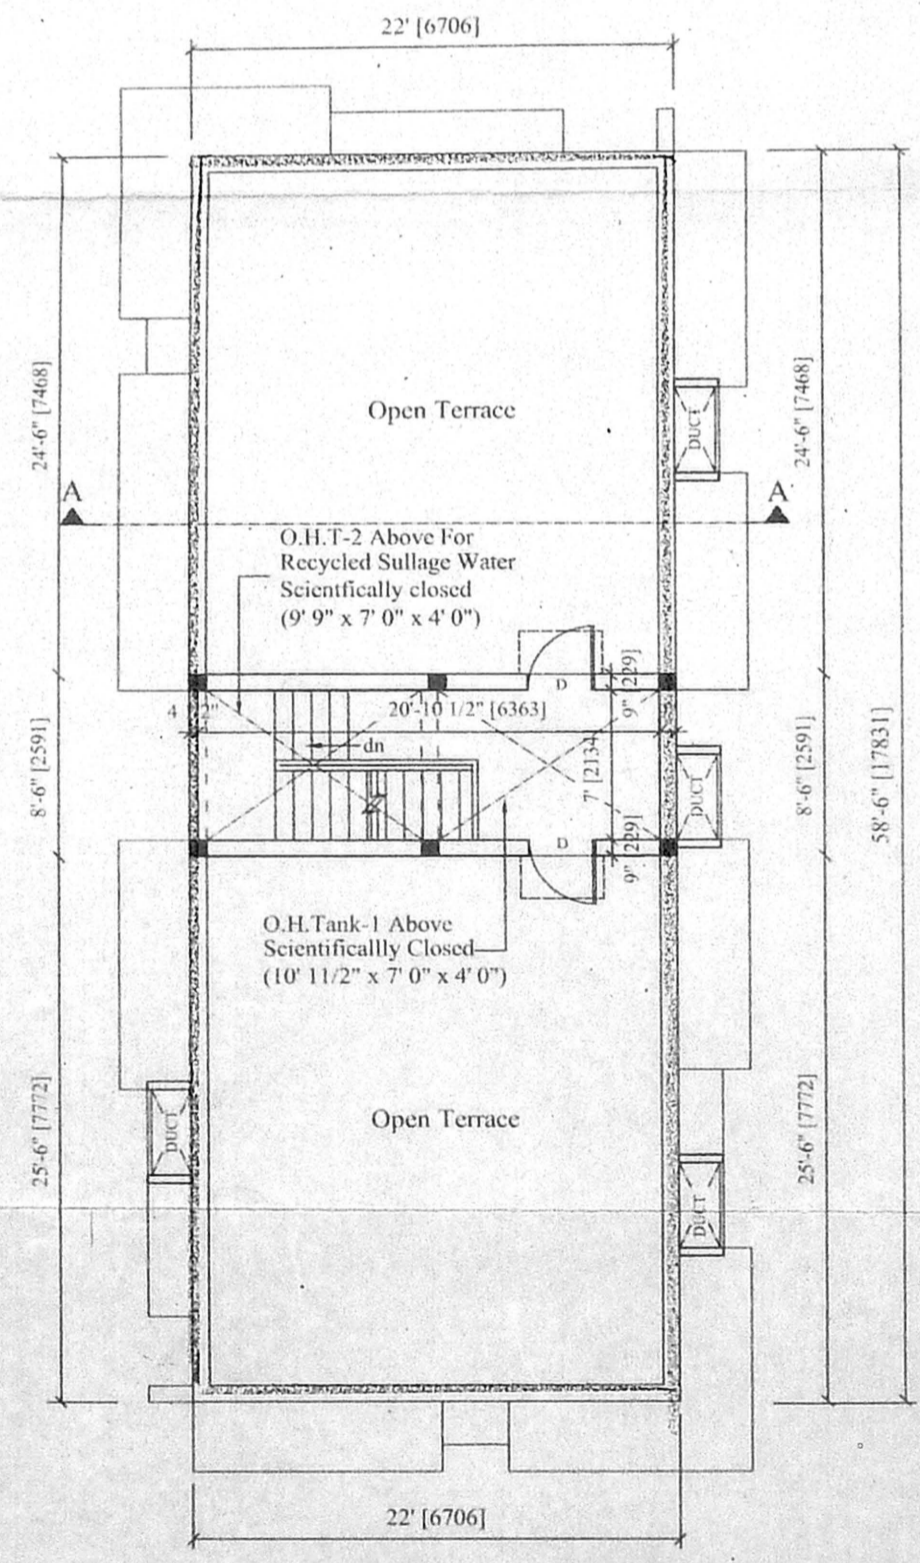 22' [6706]
24'-6" [7468]
Open Terrace
DUCT
24'-6" [7468]
A
A
O.H.T-2 Above For
Recycled Sullage Water
Scientfically closed
(9' 9" x 7' 0" x 4' 0")
D
9" [229]
20'-10 1/2" [6363]
4
2"
dn
7' [2134
8'-6" [2591]
DUCT
8'-6" [2591]
58'-6" [17831]
D
9" [229]
O.H.Tank-1 Above
Scientificallly Closed
(10' 11/2" x 7' 0" x 4' 0")
25'-6" [7772]
DUCT
Open Terrace
DUCT
25'-6" [7772]
22' [6706]